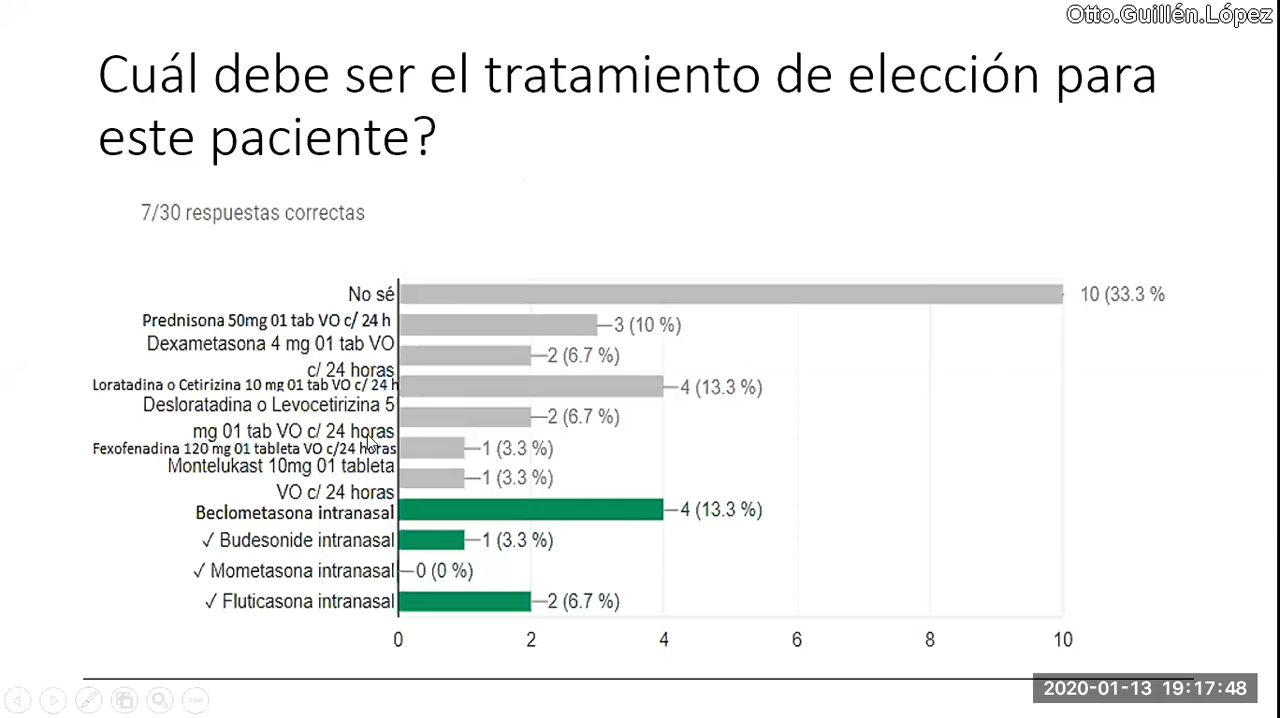 Otto.Guillén.López
Cuál debe ser el tratamiento de elección para
este paciente?
7/30 respuestas correctas
No sé
10 (33.3 %
Prednisona 50mg 01 tab VO c/ 24 h
3 (10 %)
Dexametasona 4 mg 01 tab VO
c/ 24 horas
2 (6.7 %)
Loratadina o Cetirizina 10 mg 01 tab VO c/ 24 h
4 (13.3 %)
Desloratadina o Levocetirizina 5
mg 01 tab VO c/ 24 horas
2 (6.7 %)
Fexofenadina 120 mg 01 tableta VO c/24 horas
1 (3.3 %)
Montelukast 10mg 01 tableta
VO c/ 24 horas
1 (3.3 %)
Beclometasona intranasal
4 (13.3 %)
✓ Budesonide intranasal
1 (3.3 %)
✓ Mometasona intranasal
0 (0 %)
✓ Fluticasona intranasal
2 (6.7 %)
0 2 4 6 8 10
2020-01-13 19:17:48